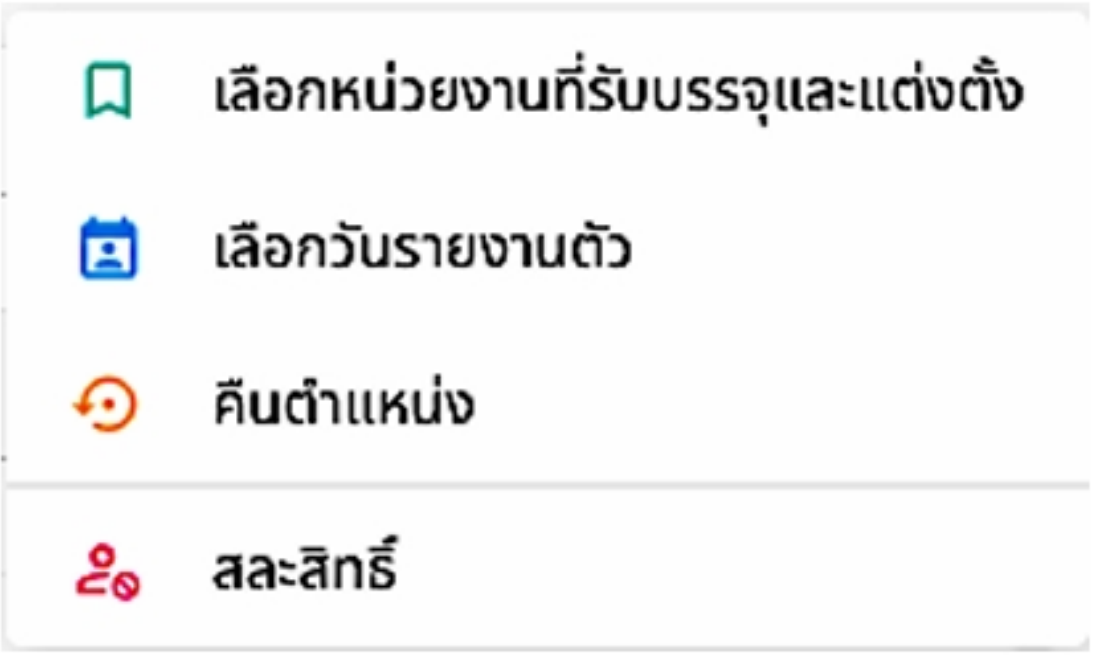 เลือกหน่วยงานที่รับบรรจุและแต่งตั้ง
เลือกวันรายงานตัว
คืนตำแหน่ง
สละสิทธิ์